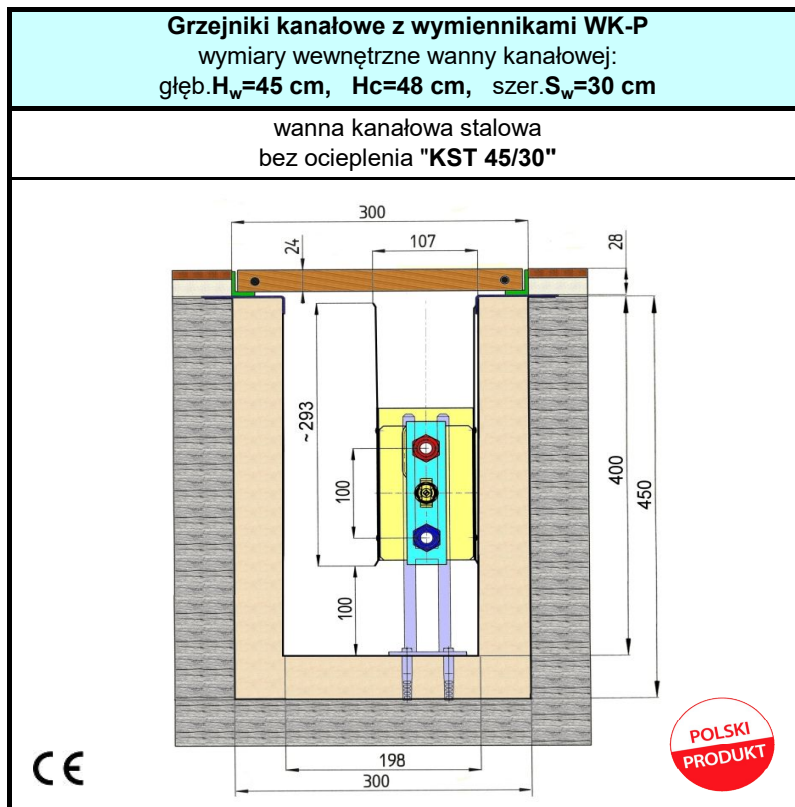 Grzejniki kanałowe z wymiennikami WK-P
wymiary wewnętrzne wanny kanałowej:
głęb.Hw=45 cm, Hc=48 cm, szer.Sw=30 cm
wanna kanałowa stalowa
bez ocieplenia "KST 45/30"
300
24
107
28
~293
100
100
400
450
198
300
CE
POLSKI
PRODUKT